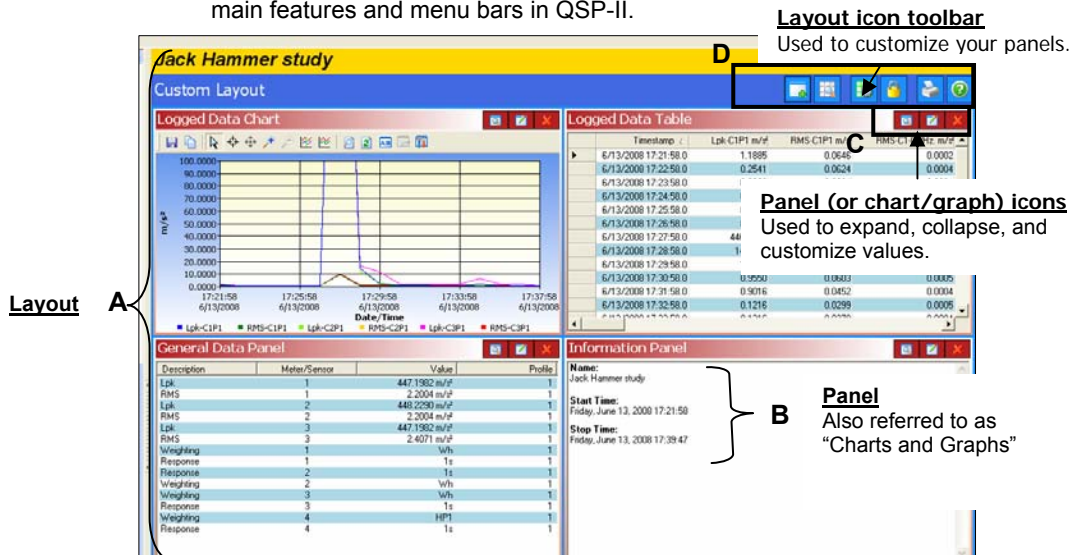 main features and menu bars in QSP-II.
Layout icon toolbar
Used to customize your panels.
D
Jack Hammer study
Custom Layout
Logged Data Chart
100.0000
90.0000
80.0000
70.0000
60.0000
50.0000
40.0000
30.0000
20.0000
10.0000
0.0000
m/s²
17:21:58 17:25:58 17:29:58 17:33:58 17:37:58
6/13/2008 6/13/2008 6/13/2008 6/13/2008 6/13/2008
Date/Time
Lpk-C1P1 RMS-C1P1 Lpk-C2P1 RMS-C2P1 Lpk-C3P1 RMS-C3P1
Logged Data Table
C
Timestamp Lpk-C1P1 m/s² RMS-C1P1 m/s²
6/13/2008 17:21:58.0 1.1885 0.0646 0.0002
6/13/2008 17:22:58.0 0.2541 0.0624 0.0004
6/13/2008 17:23:58.0
6/13/2008 17:24:58.0
6/13/2008 17:25:58.0
6/13/2008 17:26:58.0
6/13/2008 17:27:58.0
6/13/2008 17:28:58.0
6/13/2008 17:29:58.0
6/13/2008 17:30:58.0 0.9550 0.0603 0.0005
6/13/2008 17:31:58.0 0.9016 0.0452 0.0004
6/13/2008 17:32:58.0 0.1216 0.0299 0.0005
Panel (or chart/graph) icons
Used to expand, collapse, and
customize values.
Layout A
General Data Panel
Description Meter/Sensor Value Profile
Lpk 1 447.1982 m/s² 1
RMS 1 2.2004 m/s² 1
Lpk 2 448.2290 m/s² 1
RMS 2 2.2004 m/s² 1
Lpk 3 447.1982 m/s² 1
RMS 3 2.4071 m/s² 1
Weighting 1 Wh 1
Response 1 1s 1
Response 2 1s 1
Weighting 2 Wh 1
Weighting 3 Wh 1
Response 3 1s 1
Weighting 4 HP1 1
Response 4 1s 1
Information Panel
Name:
Jack Hammer study
Start Time:
Friday, June 13, 2008 17:21:58
Stop Time:
Friday, June 13, 2008 17:39:47
B
Panel
Also referred to as
“Charts and Graphs”